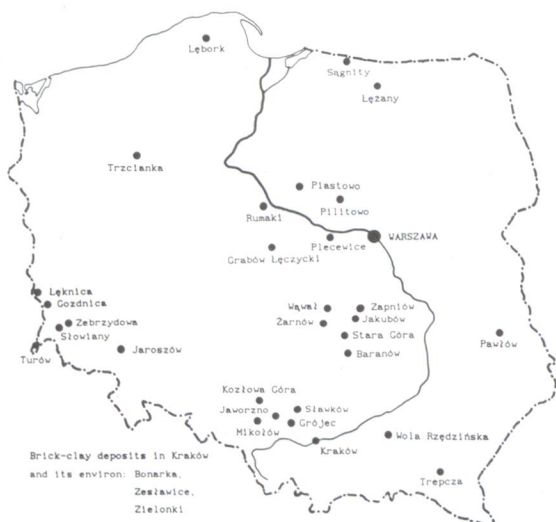 Lębork
Sągnity
Łężany
Trzcianka
Piastowo
Pilitowo
Rumaki
WARSZAWA
Plecewice
Grabów Łęczycki
Łęknica
Gozdnica
Wąwał
Zapniów
Zebrzydowa
Żarnów
Jakubów
Słowiany
Stara Góra
Pawłów
Turów
Jaroszów
Baranów
Kozłowa Góra
Jaworzno
Sławków
Mikołów
Grójec
Wola Rzędzińska
Kraków
Brick-clay deposits in Kraków
and its environ: Bonarka,
Zesławice,
Zielonki
Trepcza